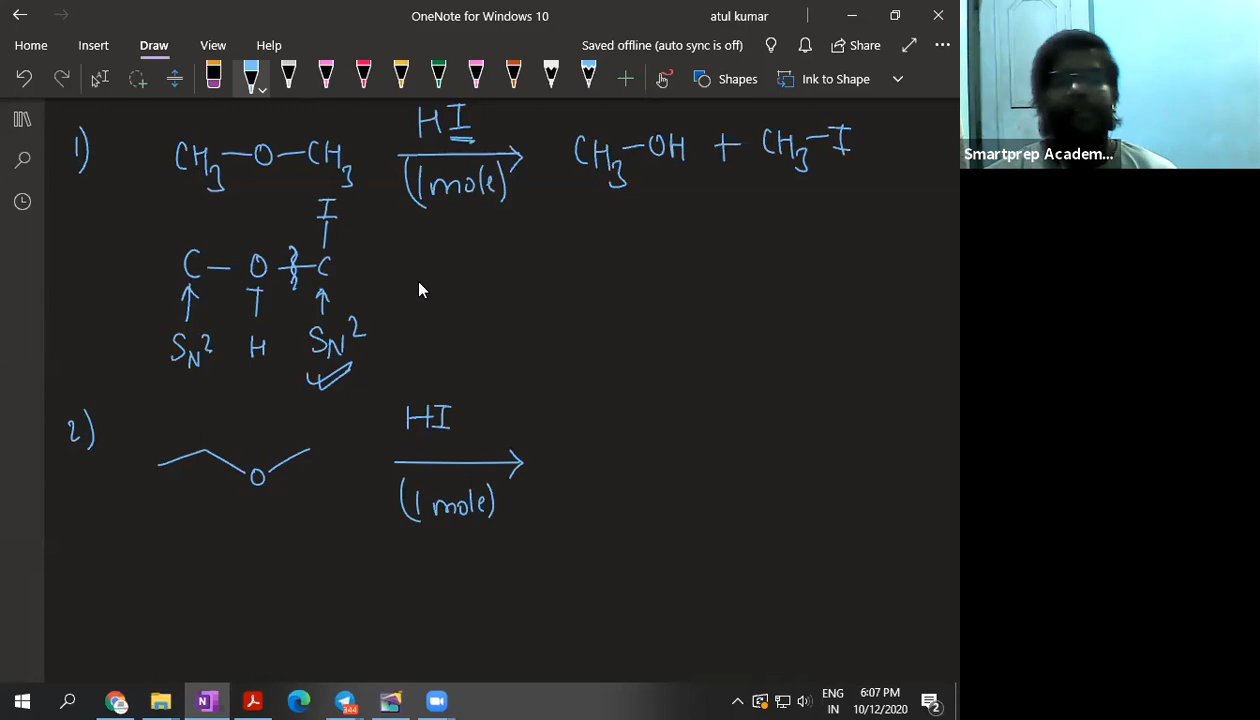 OneNote for Windows 10
atul kumar
Home Insert Draw View Help
Saved offline (auto sync is off)
Share
Shapes
Ink to Shape
Smartprep Academ...
1) CH3-O-CH3 HI (1 mole) CH3-OH + CH3-I
I
C-O-C
SN2 H SN2
2) O HI (1 mole)
344
ENG
IN
6:07 PM
10/12/2020
2